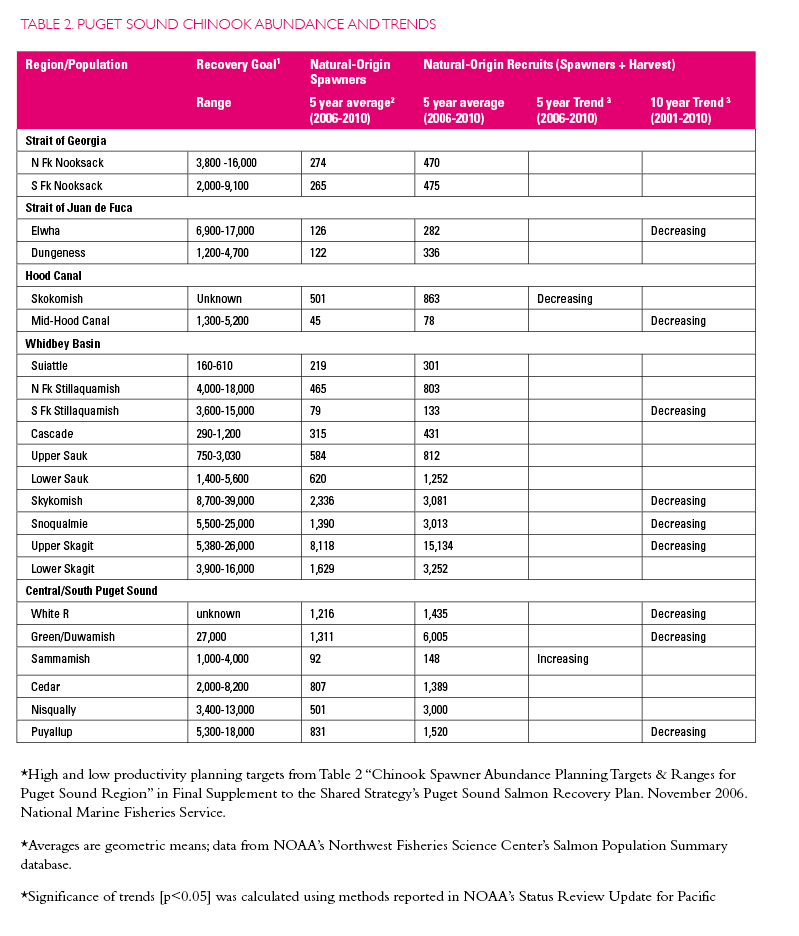 TABLE 2. PUGET SOUND CHINOOK ABUNDANCE AND TRENDS
Region/Population Recovery Goal¹ Natural-Origin Spawners Natural-Origin Recruits (Spawners + Harvest)
Range 5 year average² (2006-2010) 5 year average (2006-2010) 5 year Trend ³ (2006-2010) 10 year Trend ³ (2001-2010)
Strait of Georgia
N Fk Nooksack 3,800 -16,000 274 470
S Fk Nooksack 2,000-9,100 265 475
Strait of Juan de Fuca
Elwha 6,900-17,000 126 282 Decreasing
Dungeness 1,200-4,700 122 336
Hood Canal
Skokomish Unknown 501 863 Decreasing
Mid-Hood Canal 1,300-5,200 45 78 Decreasing
Whidbey Basin
Suiattle 160-610 219 301
N Fk Stillaquamish 4,000-18,000 465 803
S Fk Stillaquamish 3,600-15,000 79 133 Decreasing
Cascade 290-1,200 315 431
Upper Sauk 750-3,030 584 812
Lower Sauk 1,400-5,600 620 1,252
Skykomish 8,700-39,000 2,336 3,081 Decreasing
Snoqualmie 5,500-25,000 1,390 3,013 Decreasing
Upper Skagit 5,380-26,000 8,118 15,134 Decreasing
Lower Skagit 3,900-16,000 1,629 3,252
Central/South Puget Sound
White R unknown 1,216 1,435 Decreasing
Green/Duwamish 27,000 1,311 6,005 Decreasing
Sammamish 1,000-4,000 92 148 Increasing
Cedar 2,000-8,200 807 1,389
Nisqually 3,400-13,000 501 3,000
Puyallup 5,300-18,000 831 1,520 Decreasing
*High and low productivity planning targets from Table 2 “Chinook Spawner Abundance Planning Targets & Ranges for
Puget Sound Region” in Final Supplement to the Shared Strategy’s Puget Sound Salmon Recovery Plan. November 2006.
National Marine Fisheries Service.
*Averages are geometric means; data from NOAA’s Northwest Fisheries Science Center’s Salmon Population Summary
database.
*Significance of trends [p<0.05] was calculated using methods reported in NOAA’s Status Review Update for Pacific